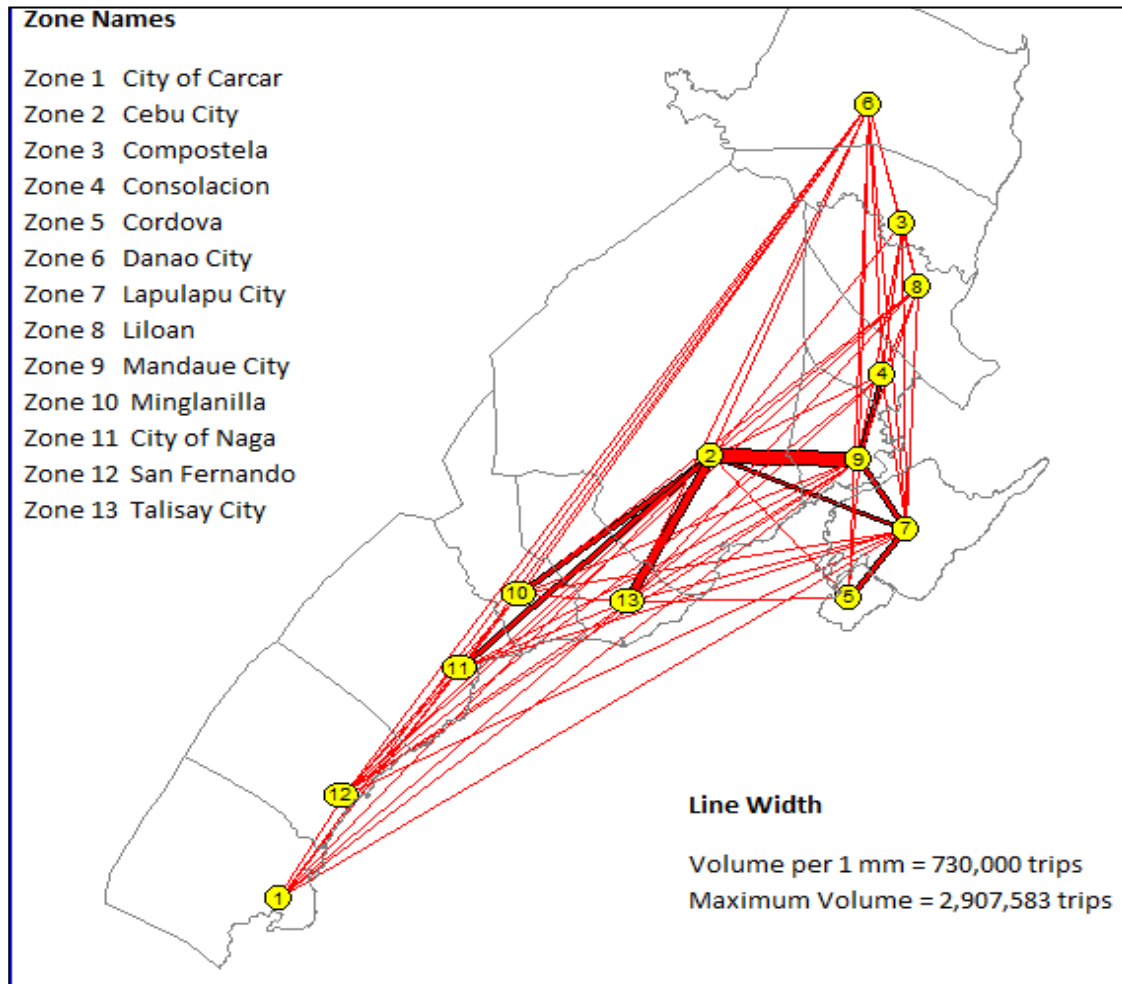 Zone Names
Zone 1 City of Carcar
Zone 2 Cebu City
Zone 3 Compostela
Zone 4 Consolacion
Zone 5 Cordova
Zone 6 Danao City
Zone 7 Lapulapu City
Zone 8 Liloan
Zone 9 Mandaue City
Zone 10 Minglanilla
Zone 11 City of Naga
Zone 12 San Fernando
Zone 13 Talisay City
6
3
8
4
2
9
7
10
13
5
11
12
1
Line Width
Volume per 1 mm = 730,000 trips
Maximum Volume = 2,907,583 trips